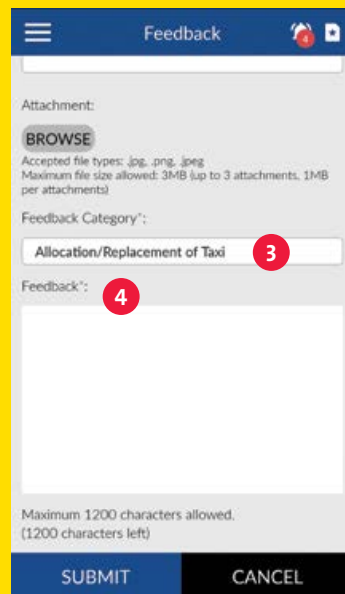 Feedback
4
Attachment:
BROWSE
Accepted file types: .jpg, .png, .jpeg
Maximum file size allowed: 3MB (up to 3 attachments, 1MB
per attachments)
Feedback Category*:
Allocation/Replacement of Taxi
3
Feedback*:
4
Maximum 1200 characters allowed.
(1200 characters left)
SUBMIT
CANCEL